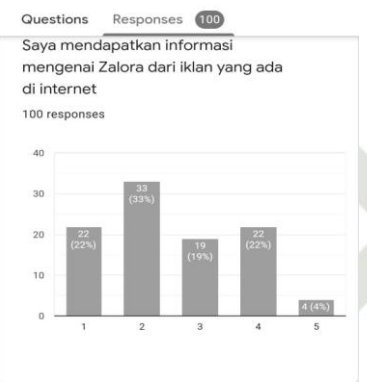 Questions Responses 100
Saya mendapatkan informasi
mengenai Zalora dari iklan yang ada
di internet
100 responses
40
30
20
10
0
22
(22%)
33
(33%)
19
(19%)
22
(22%)
4 (4%)
1 2 3 4 5